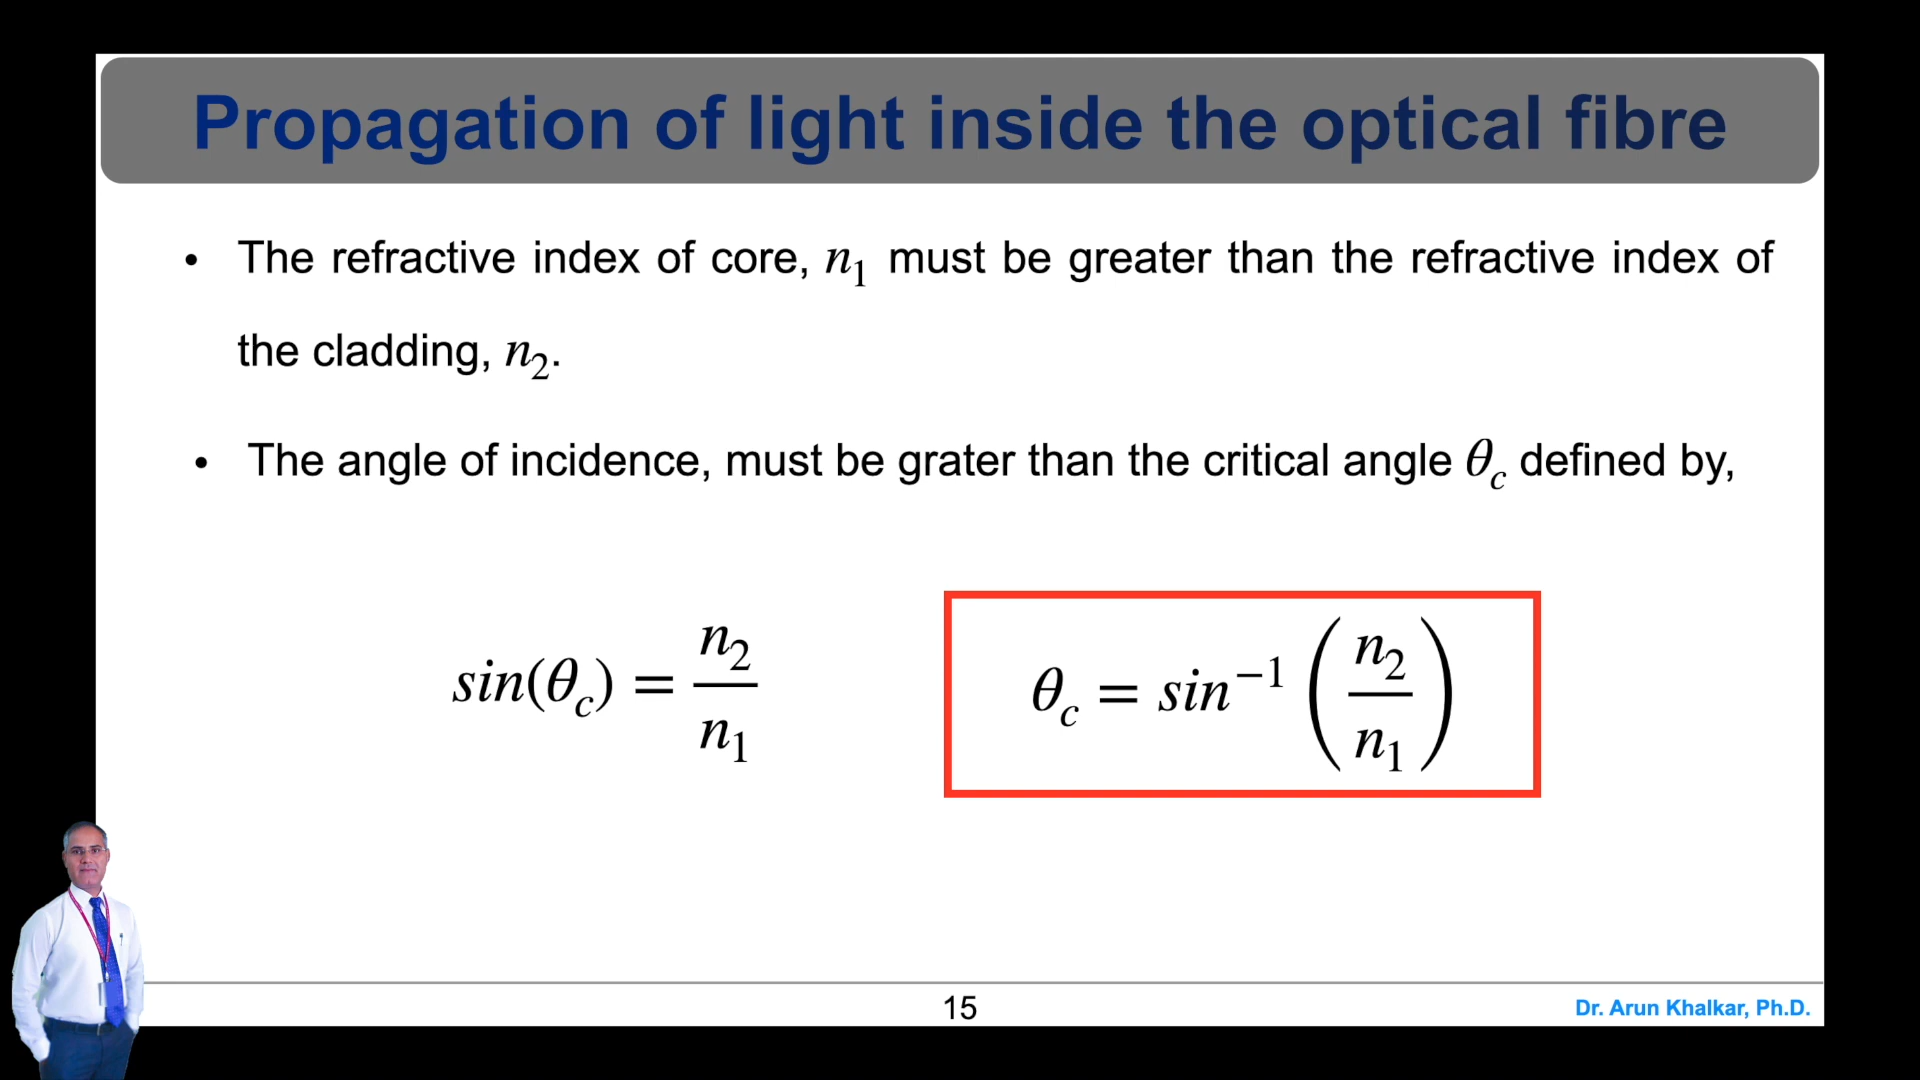 Propagation of light inside the optical fibre
• The refractive index of core, n₁ must be greater than the refractive index of
the cladding, n₂.
• The angle of incidence, must be grater than the critical angle θ_c defined by,
sin(θ_c) = n₂/n₁
θ_c = sin⁻¹(n₂/n₁)
15
Dr. Arun Khalkar, Ph.D.